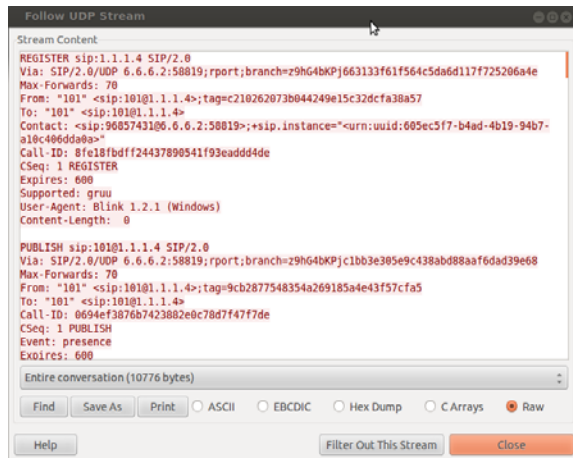 Follow UDP Stream
Stream Content
REGISTER sip:1.1.1.4 SIP/2.0
Via: SIP/2.0/UDP 6.6.6.2:58819;rport;branch=z9hG4bKPj663133f61f564c5da6d117f725206a4e
Max-Forwards: 70
From: "101" <sip:101@1.1.1.4>;tag=c210262073b044249e15c32dcfa38a57
To: "101" <sip:101@1.1.1.4>
Contact: <sip:96857431@6.6.6.2:58819>;+sip.instance="<urn:uuid:605ec5f7-b4ad-4b19-94b7-
a10c406dda0a>"
Call-ID: 8fe18fbdff24437890541f93eaddd4de
CSeq: 1 REGISTER
Expires: 600
Supported: gruu
User-Agent: Blink 1.2.1 (Windows)
Content-Length:  0
PUBLISH sip:101@1.1.1.4 SIP/2.0
Via: SIP/2.0/UDP 6.6.6.2:58819;rport;branch=z9hG4bKPjc1bb3e305e9c438abd88aaf6dad39e68
Max-Forwards: 70
From: "101" <sip:101@1.1.1.4>;tag=9cb2877548354a269185a4e43f57cfa5
To: "101" <sip:101@1.1.1.4>
Call-ID: 0694ef3876b7423882e0c78d7f47f7de
CSeq: 1 PUBLISH
Event: presence
Expires: 600
Entire conversation (10776 bytes)
Find Save As Print ASCII EBCDIC Hex Dump C Arrays Raw
Help Filter Out This Stream Close